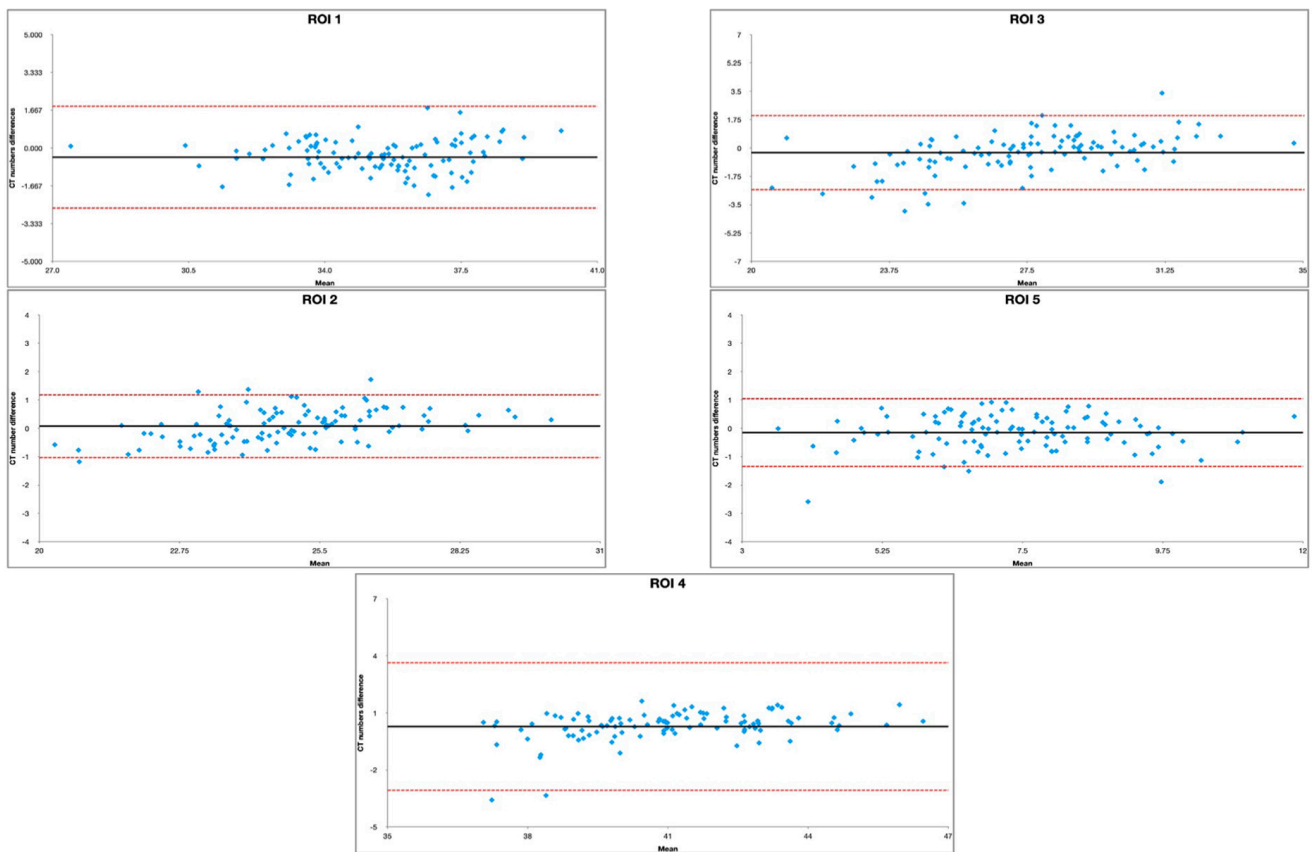 ROI 1
5.000
3.333
1.667
0.000
-1.667
-3.333
-5.000
CT numbers differences
27.0 30.5 34.0 37.5 41.0
Mean
ROI 3
7
5.25
3.5
1.75
0
-1.75
-3.5
-5.25
-7
CT number differences
20 23.75 27.5 31.25 35
Mean
ROI 2
4
3
2
1
0
-1
-2
-3
-4
CT number difference
20 22.75 25.5 28.25 31
Mean
ROI 5
4
3
2
1
0
-1
-2
-3
-4
CT number difference
3 5.25 7.5 9.75 12
Mean
ROI 4
7
4
1
-2
-5
CT numbers difference
35 38 41 44 47
Mean